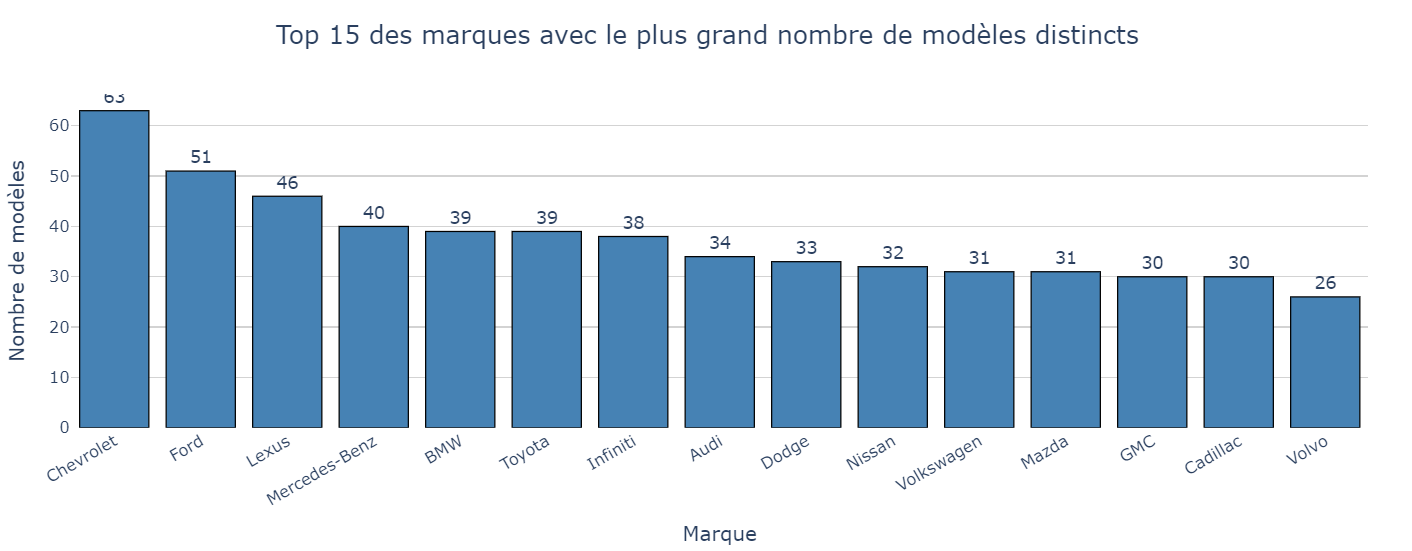 Top 15 des marques avec le plus grand nombre de modèles distincts
Nombre de modèles
60
50
40
30
20
10
0
63
51
46
40
39
39
38
34
33
32
31
31
30
30
26
Chevrolet
Ford
Lexus
Mercedes-Benz
BMW
Toyota
Infiniti
Audi
Dodge
Nissan
Volkswagen
Mazda
GMC
Cadillac
Volvo
Marque